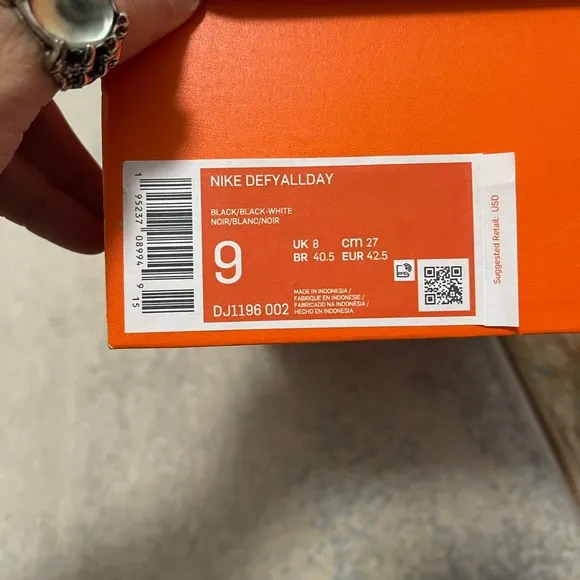 NIKE DEFYALLDAY
BLACK/BLACK-WHITE
NOIR/BLANC/NOIR
9
UK 8 CM 27
BR 40.5 EUR 42.5
DJ1196 002
MADE IN INDONESIA /
FABRIQUÉ EN INDONESIE /
FABRICADO NA INDONÉSIA /
HECHO EN INDONESIA
1 95237 08994 9 15
Suggested Retail: USD